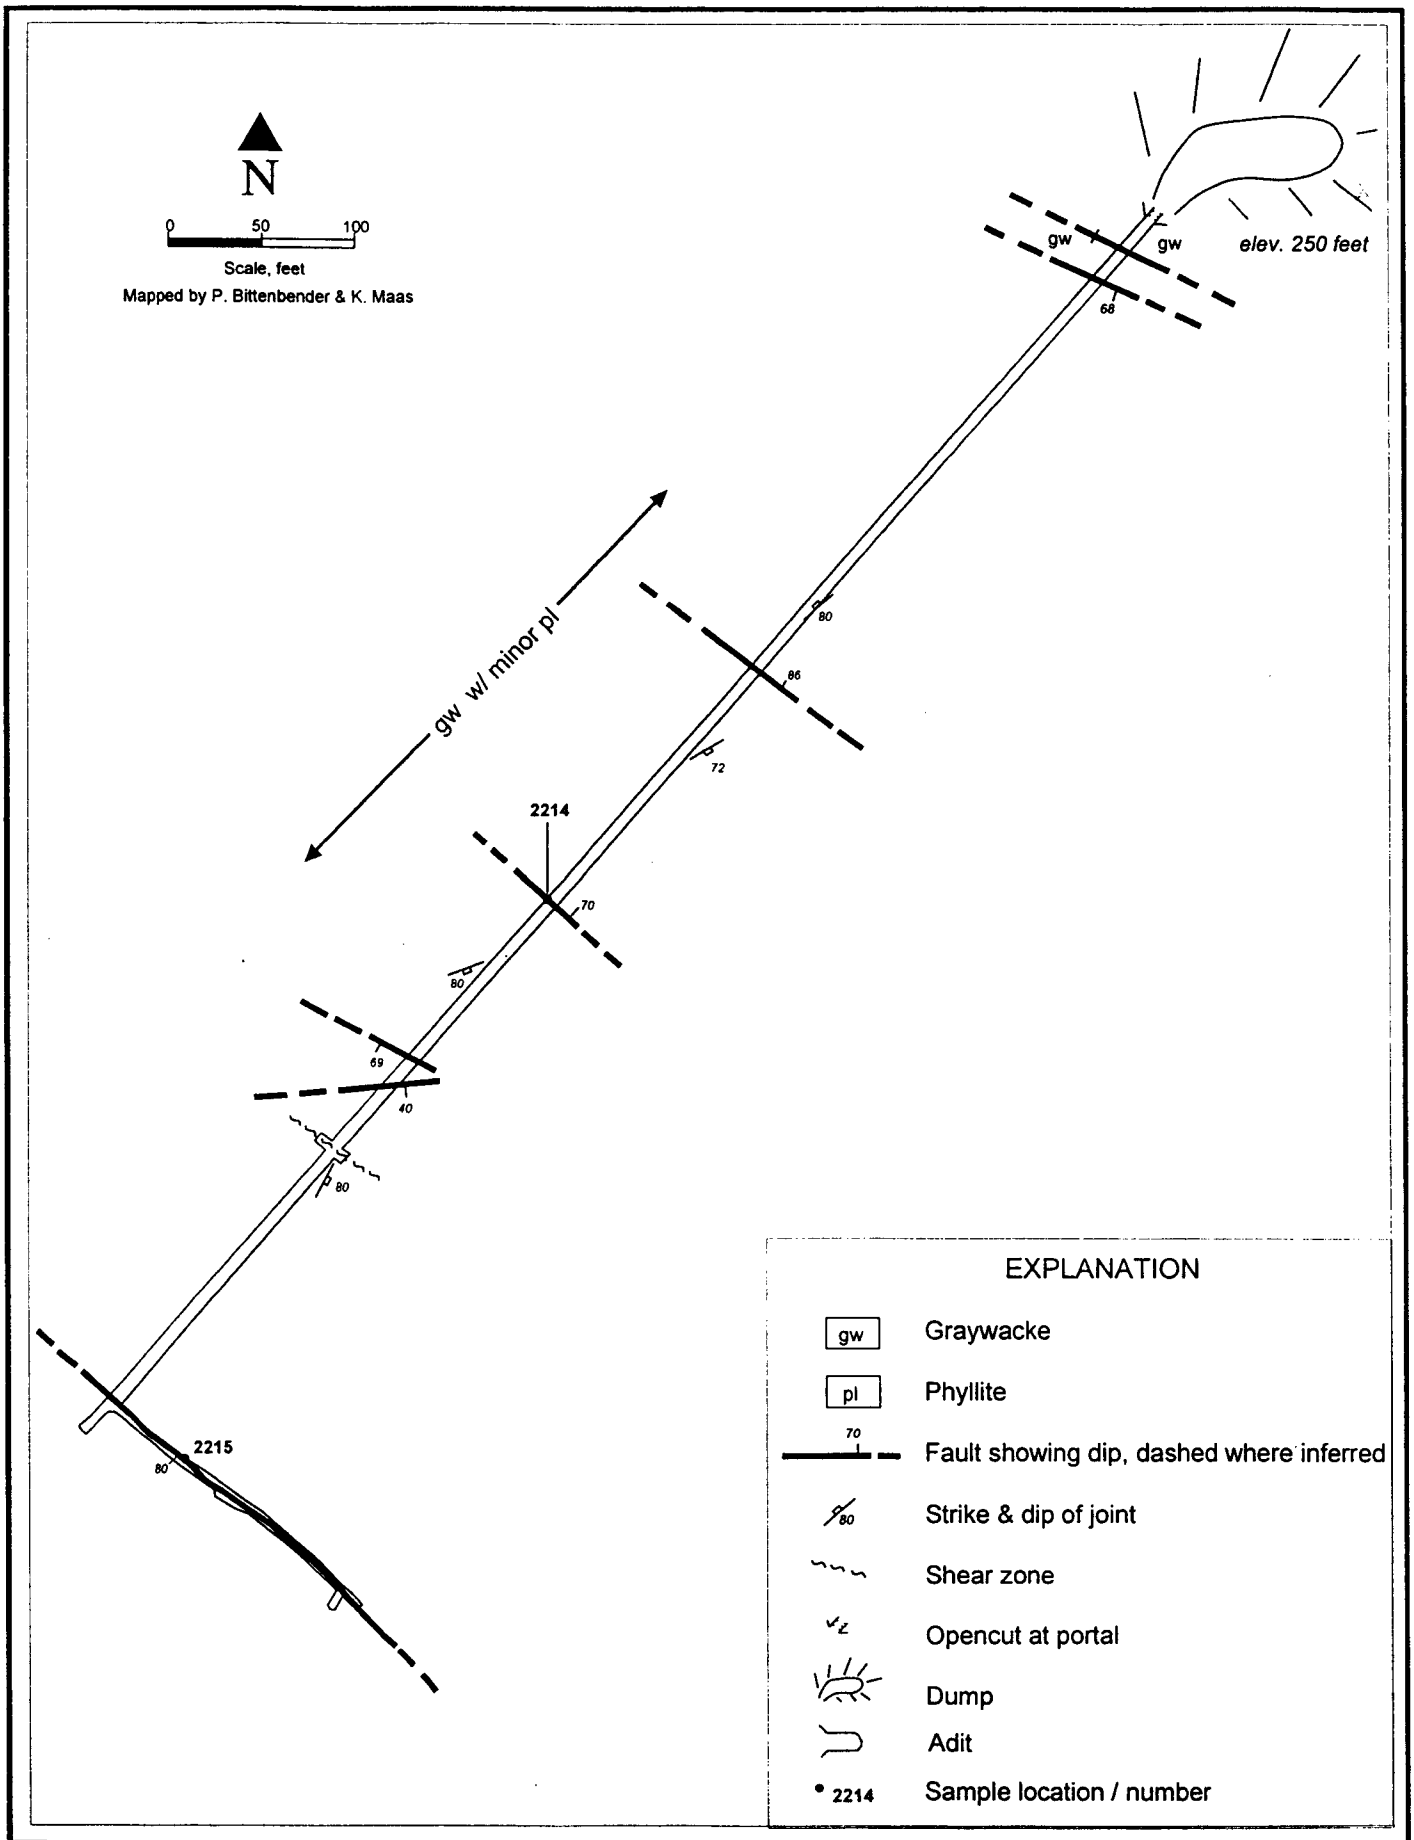 N
0 50 100
Scale, feet
Mapped by P. Bittenbender & K. Maas
gw
gw
elev. 250 feet
68
gw w/ minor pl
80
86
72
2214
70
80
69
40
80
2215
80
EXPLANATION
gw Graywacke
pl Phyllite
70 Fault showing dip, dashed where inferred
80 Strike & dip of joint
Shear zone
Opencut at portal
Dump
Adit
2214 Sample location / number